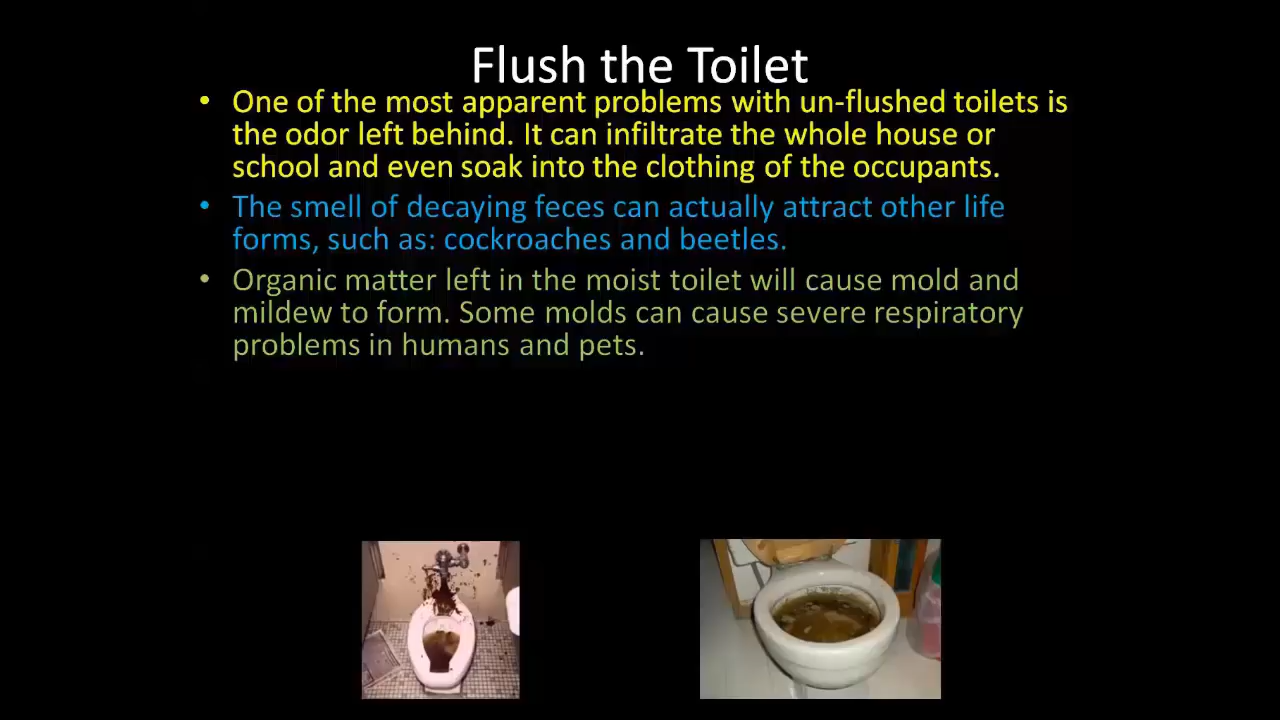 Flush the Toilet
• One of the most apparent problems with un-flushed toilets is
the odor left behind. It can infiltrate the whole house or
school and even soak into the clothing of the occupants.
• The smell of decaying feces can actually attract other life
forms, such as: cockroaches and beetles.
• Organic matter left in the moist toilet will cause mold and
mildew to form. Some molds can cause severe respiratory
problems in humans and pets.